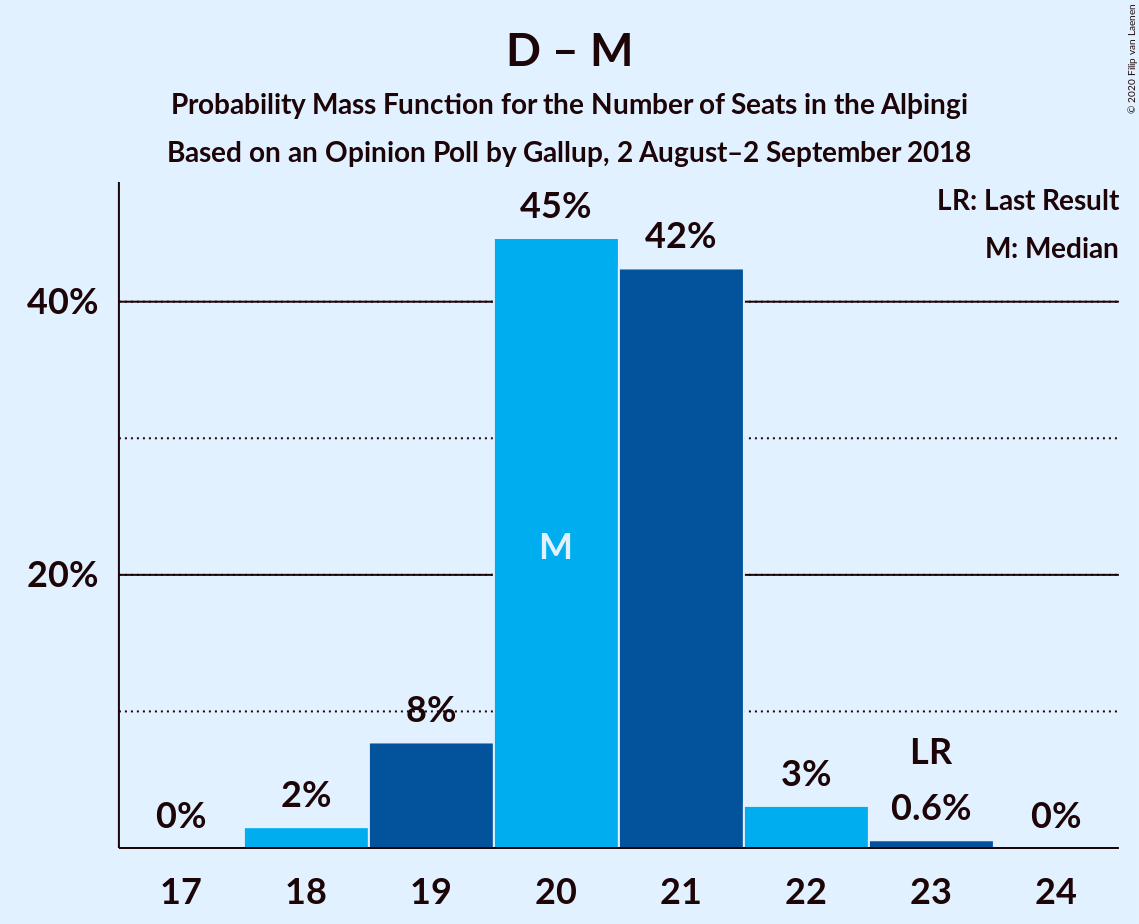 D – M
Probability Mass Function for the Number of Seats in the Alþingi
Based on an Opinion Poll by Gallup, 2 August–2 September 2018
© 2020 Filip van Laenen
LR: Last Result
M: Median
45%
42%
40%
M
20%
8%
LR
3%
2%
0.6%
0%
0%
17 18 19 20 21 22 23 24